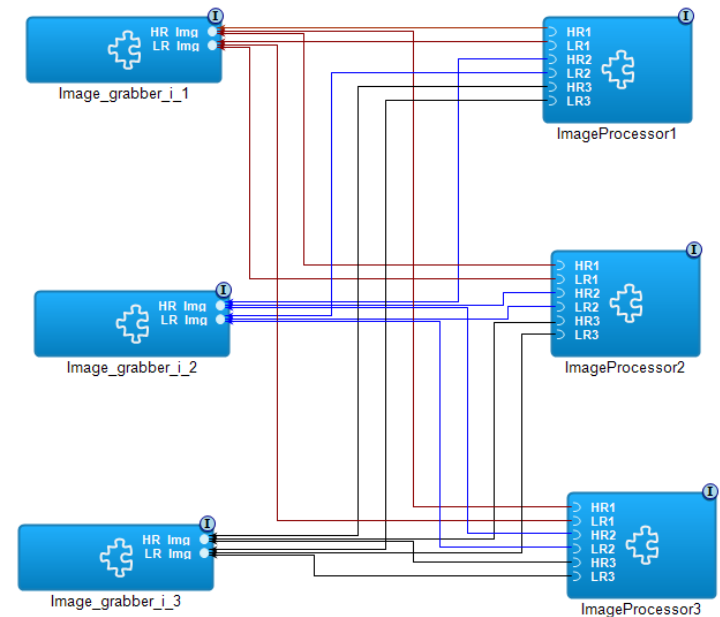 I
HR Img
LR Img
Image_grabber_i_1
I
HR1
LR1
HR2
LR2
HR3
LR3
ImageProcessor1
I
HR Img
LR Img
Image_grabber_i_2
I
HR1
LR1
HR2
LR2
HR3
LR3
ImageProcessor2
I
HR Img
LR Img
Image_grabber_i_3
I
HR1
LR1
HR2
LR2
HR3
LR3
ImageProcessor3